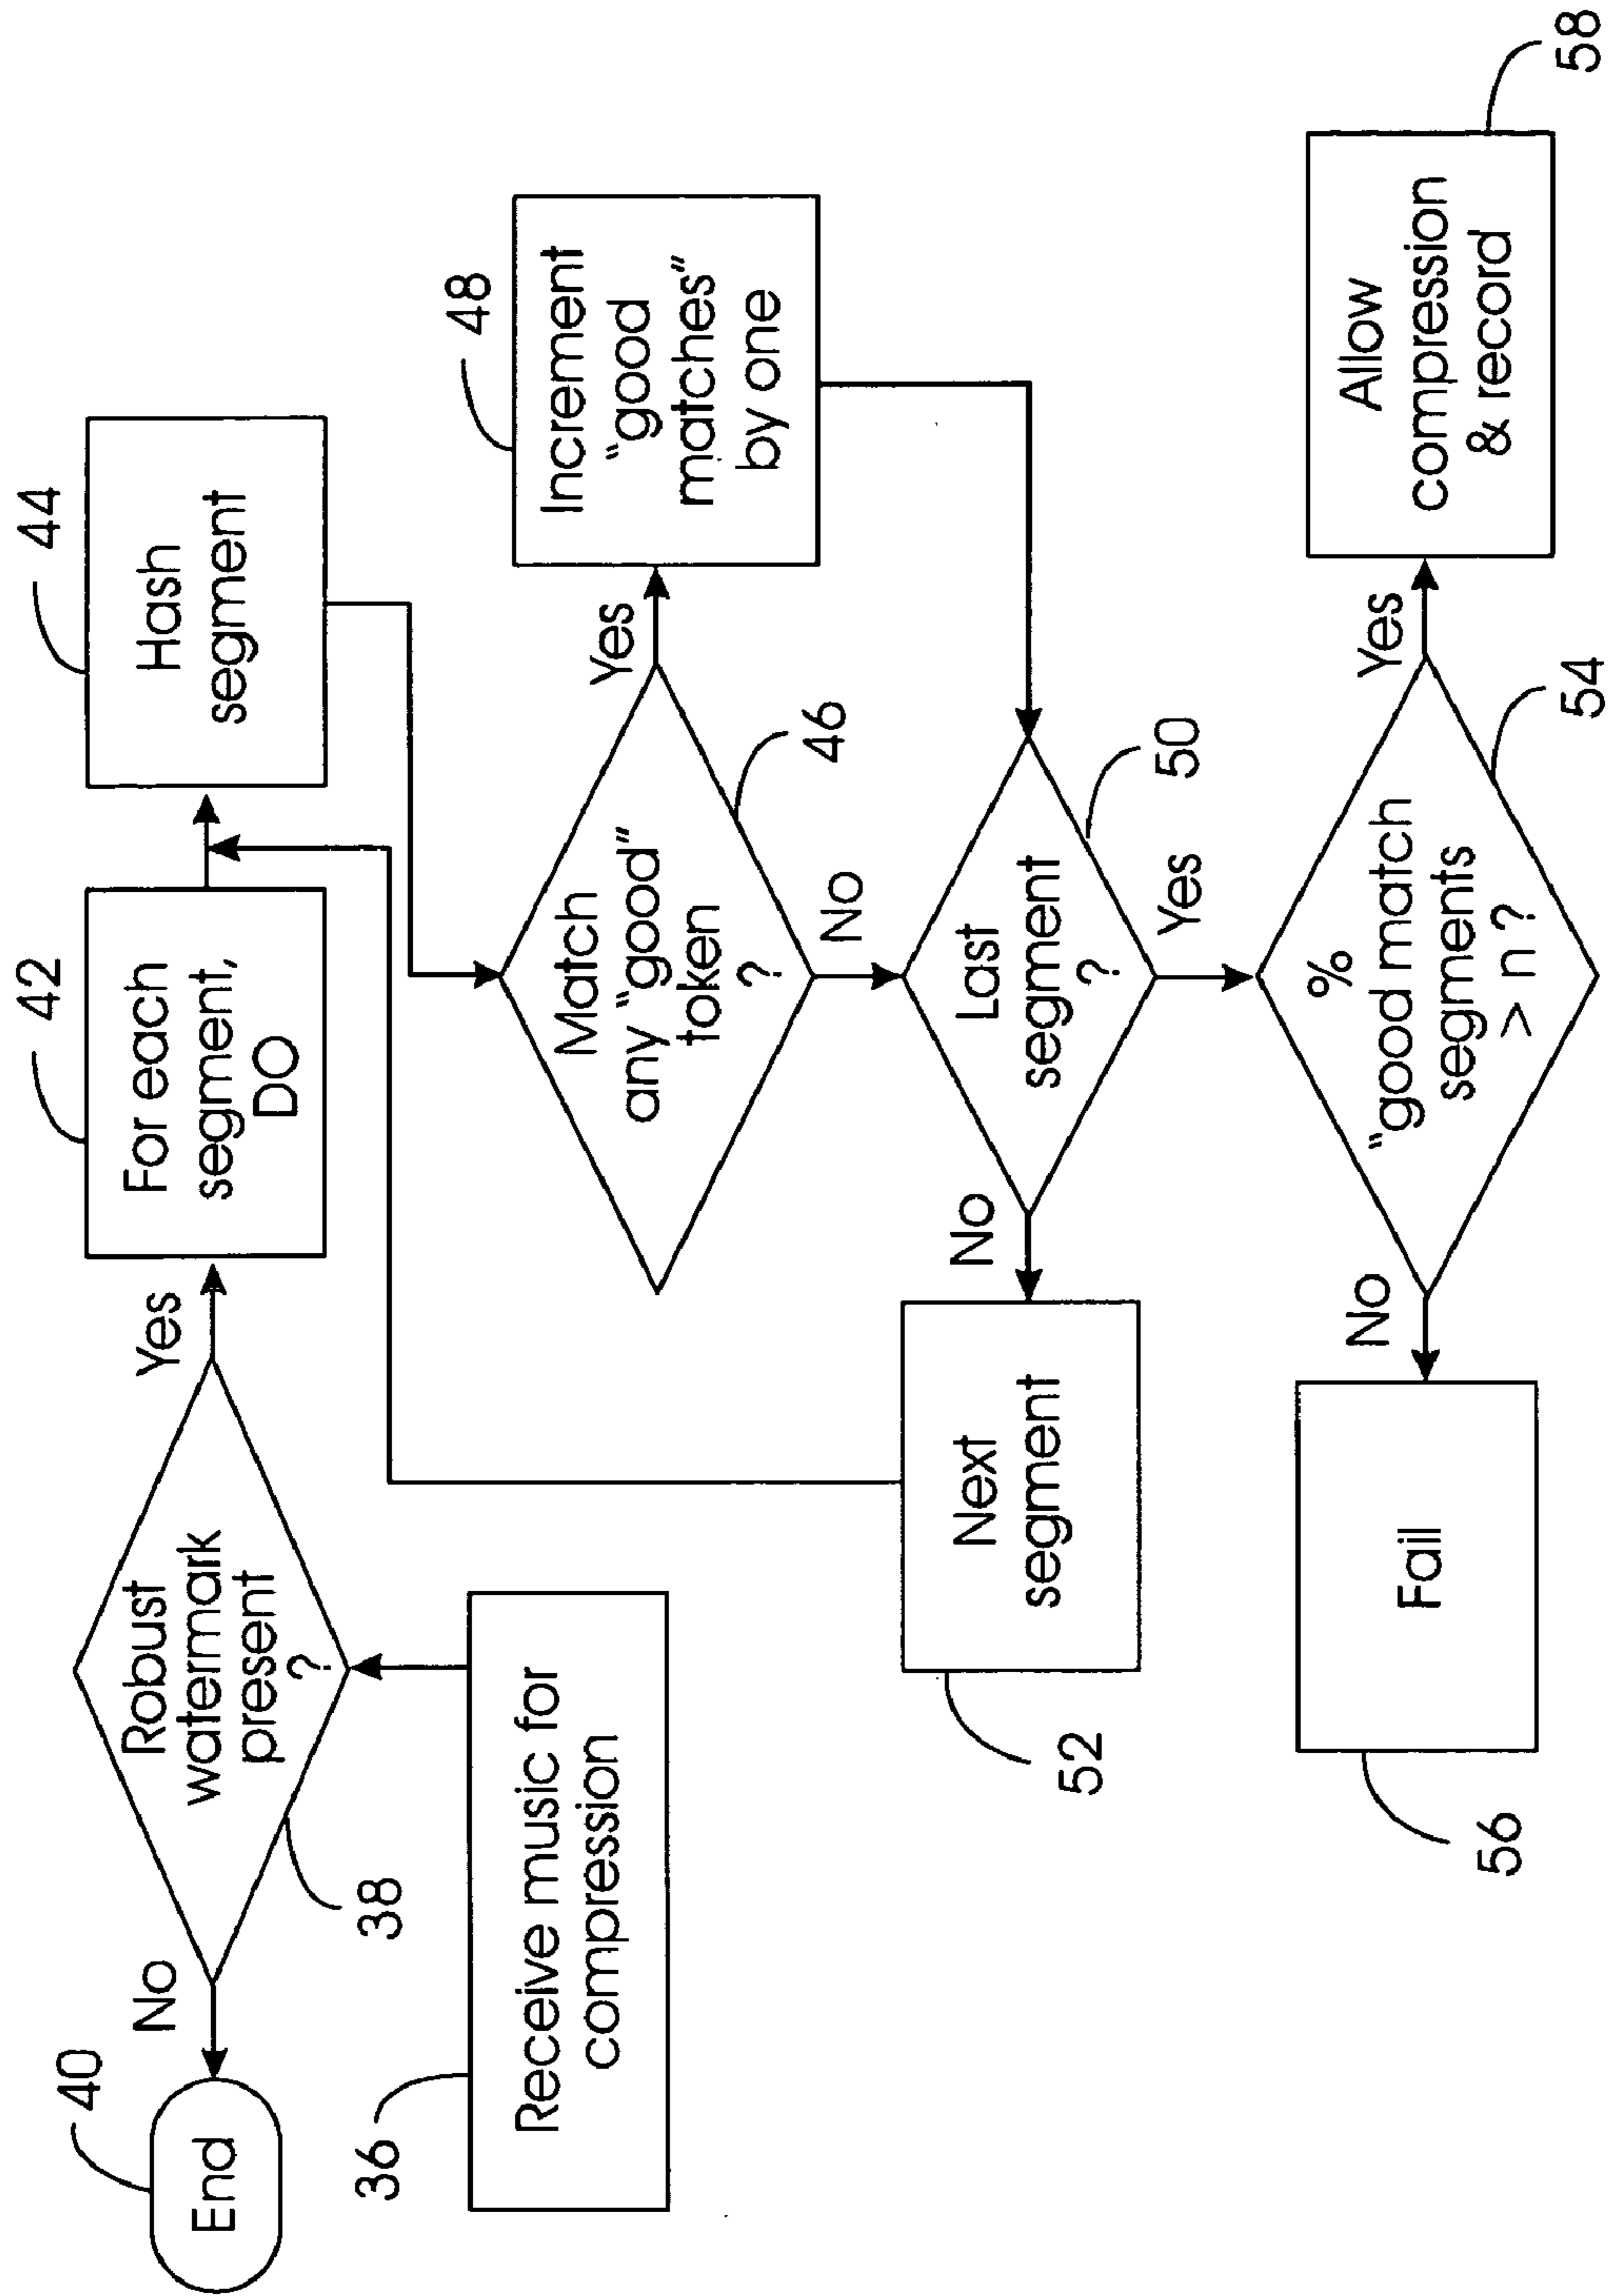 40
End
No
Robust
watermark
present
?
38
Yes
42
For each
segment,
DO
44
Hash
segment
36
Receive music for
compression
Match
any "good"
token
?
46
Yes
48
Increment
"good
matches"
by one
No
Last
segment
?
50
No
Next
segment
52
Yes
%
"good match
segments
> n ?
54
No
Fail
56
Yes
Allow
compression
& record
58